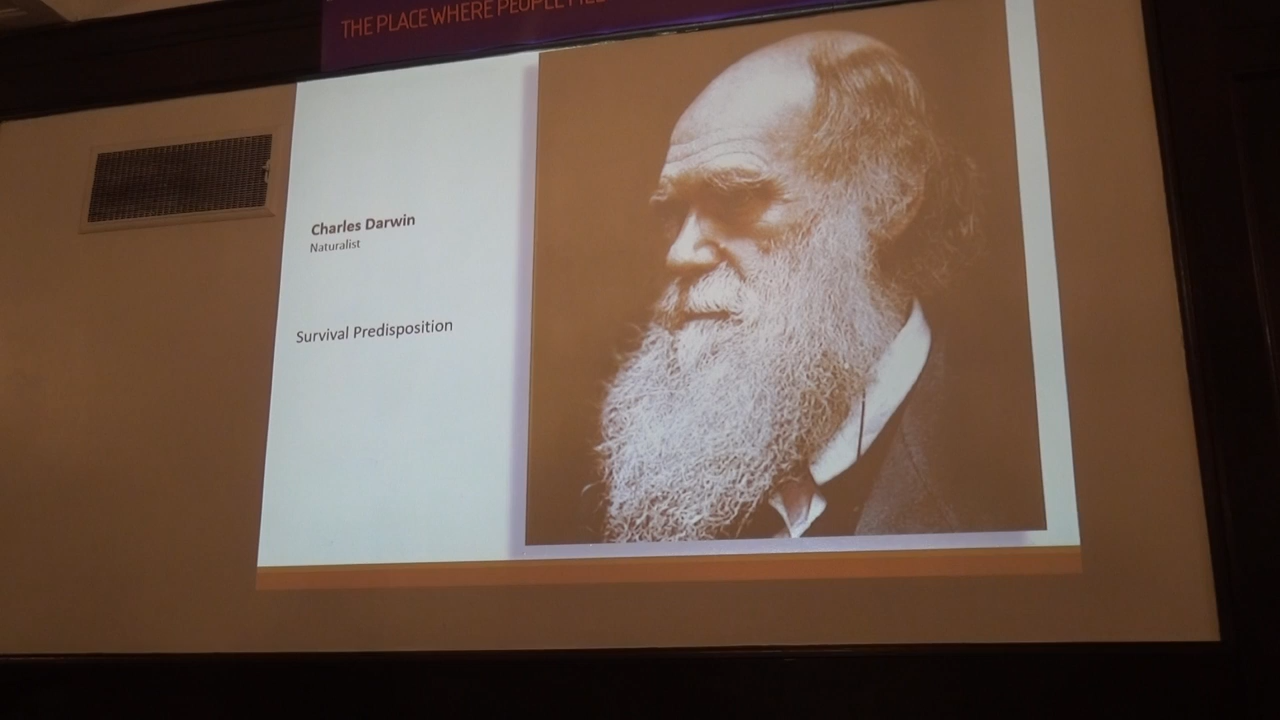 THE PLACE WHERE PEOPLE
Charles Darwin
Naturalist
Survival Predisposition